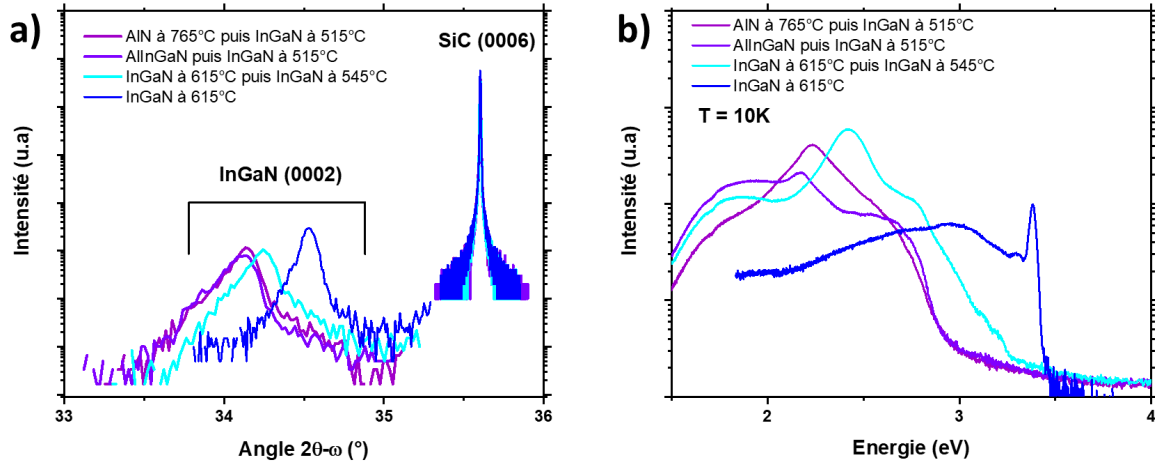 a)
AlN à 765°C puis InGaN à 515°C
AlInGaN puis InGaN à 515°C
InGaN à 615°C puis InGaN à 545°C
InGaN à 615°C
SiC (0006)
InGaN (0002)
Intensité (u.a)
33 34 35 36
Angle 2θ-ω (°)
b)
AlN à 765°C puis InGaN à 515°C
AlInGaN puis InGaN à 515°C
InGaN à 615°C puis InGaN à 545°C
InGaN à 615°C
T = 10K
Intensité (u.a)
2 3 4
Energie (eV)